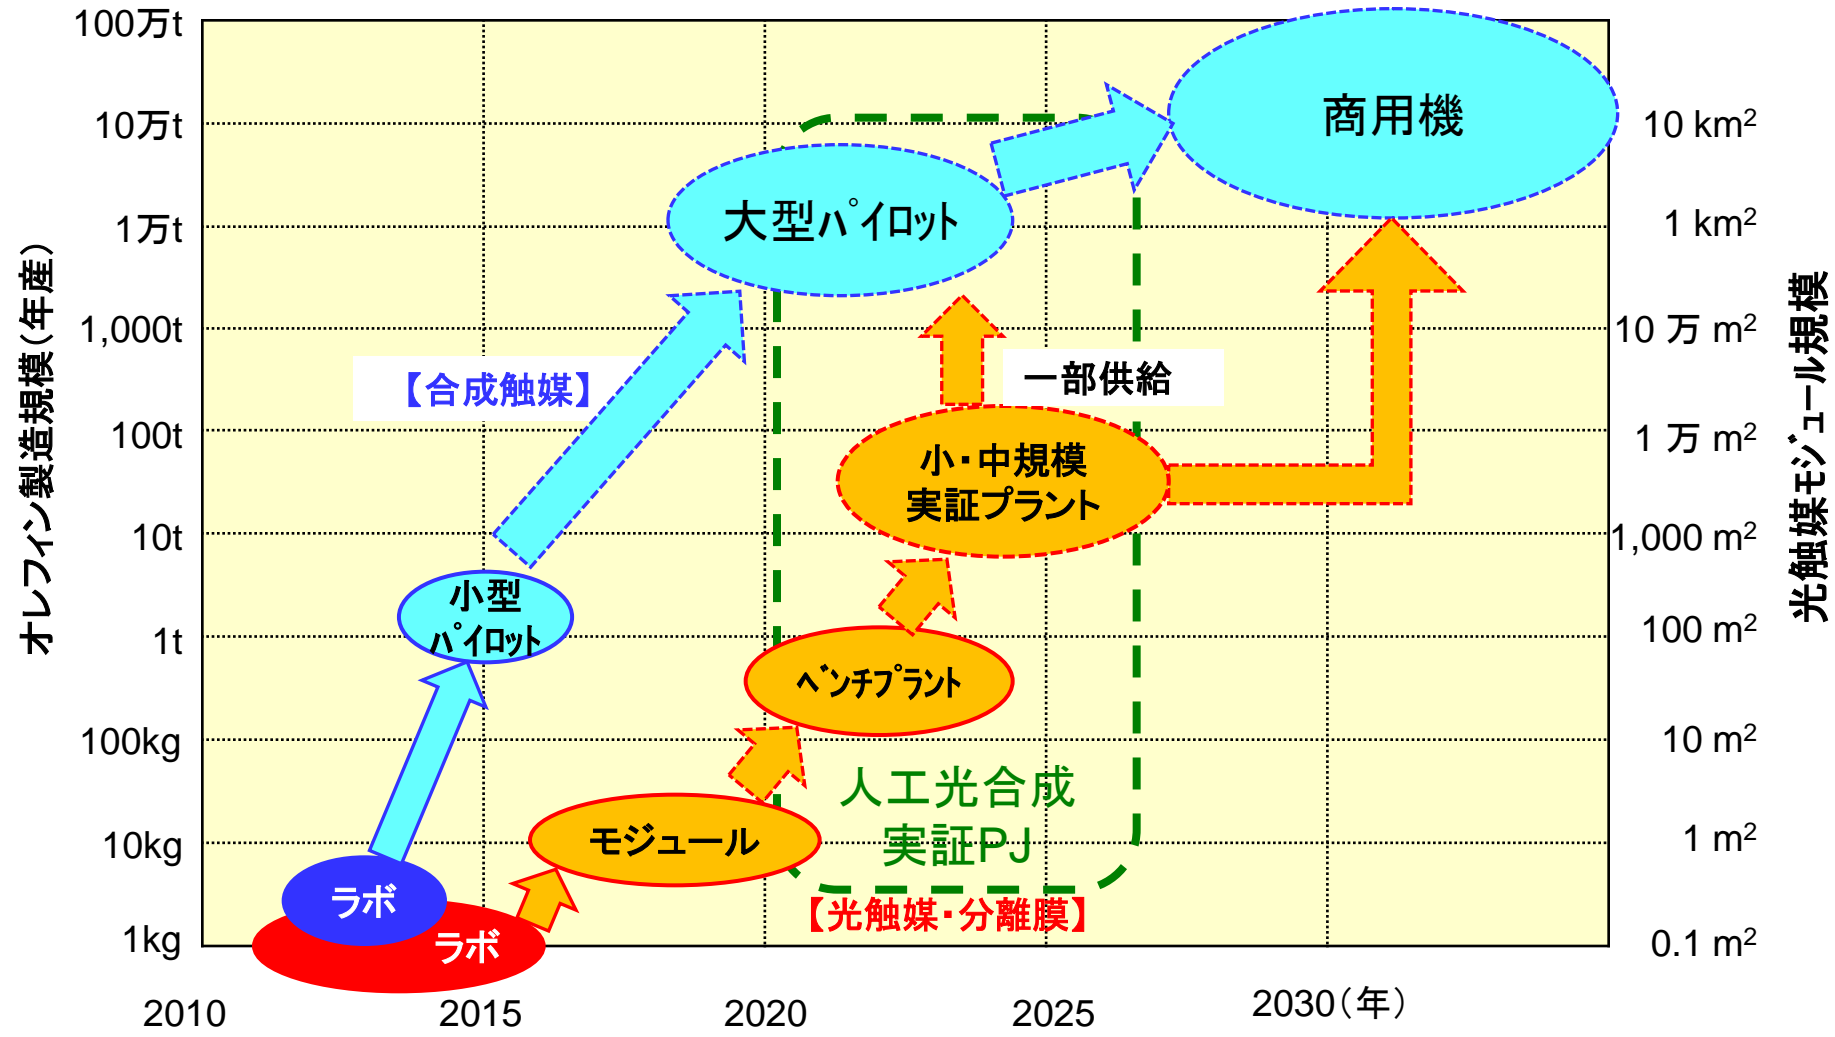 100万t
10万t
1万t
1,000t
100t
10t
1t
100kg
10kg
1kg
オレフィン製造規模(年産)
商用機
大型パイロット
【合成触媒】
一部供給
小・中規模
実証プラント
小型
パイロット
ベンチプラント
人工光合成
実証PJ
モジュール
ラボ
ラボ
【光触媒・分離膜】
10 km²
1 km²
10 万 m²
1 万 m²
1,000 m²
100 m²
10 m²
1 m²
0.1 m²
光触媒モジュール規模
2010
2015
2020
2025
2030(年)